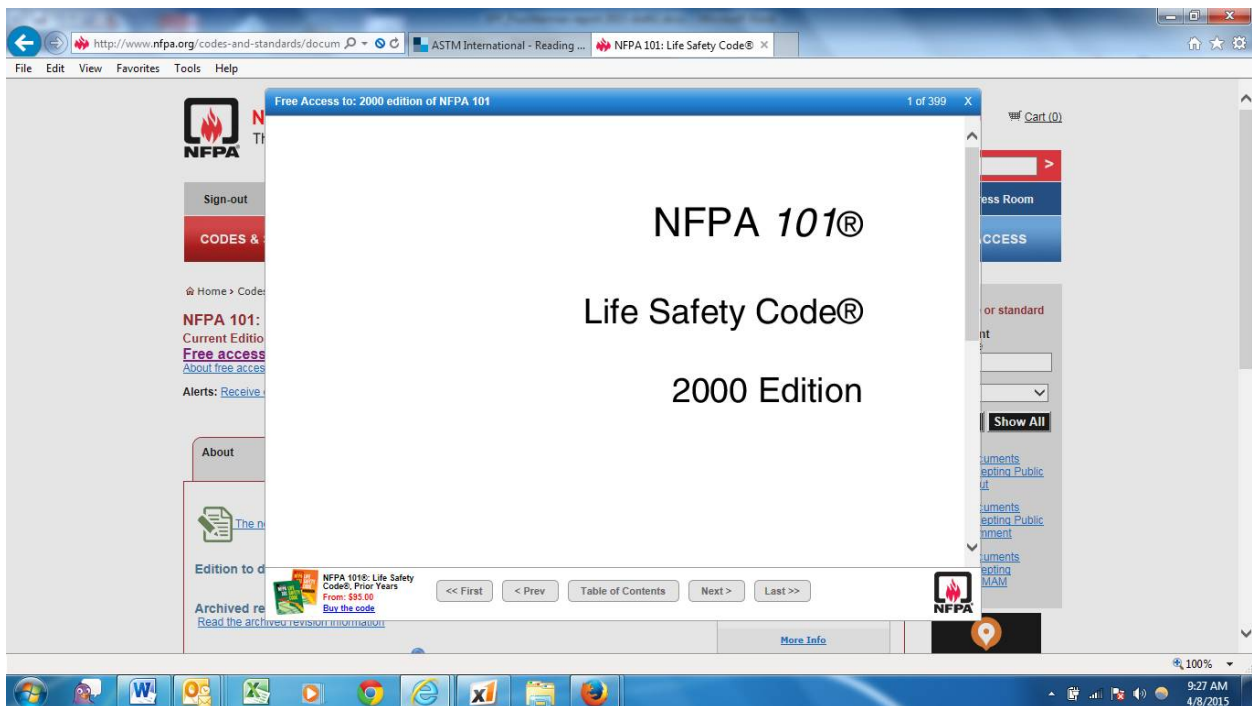 http://www.nfpa.org/codes-and-standards/docum
ASTM International - Reading ...
NFPA 101: Life Safety Code®
File Edit View Favorites Tools Help
Free Access to: 2000 edition of NFPA 101
1 of 399 X
N
NFPA
Cart (0)
>
Sign-out
ess Room
CODES &
CCESS
Home > Code
NFPA 101:
Current Editio
Free access
About free acces
Alerts: Receive
or standard
nt
Show All
NFPA 101®
Life Safety Code®
2000 Edition
About
The n
Edition to d
Archived re
Read the archived revision information
cuments
epting Public
ut
cuments
epting Public
mment
cuments
epting
MAM
NFPA 101®: Life Safety
Code®, Prior Years
From: $95.00
Buy the code
<< First
< Prev
Table of Contents
Next >
Last >>
NFPA
More Info
100%
9:27 AM
4/8/2015